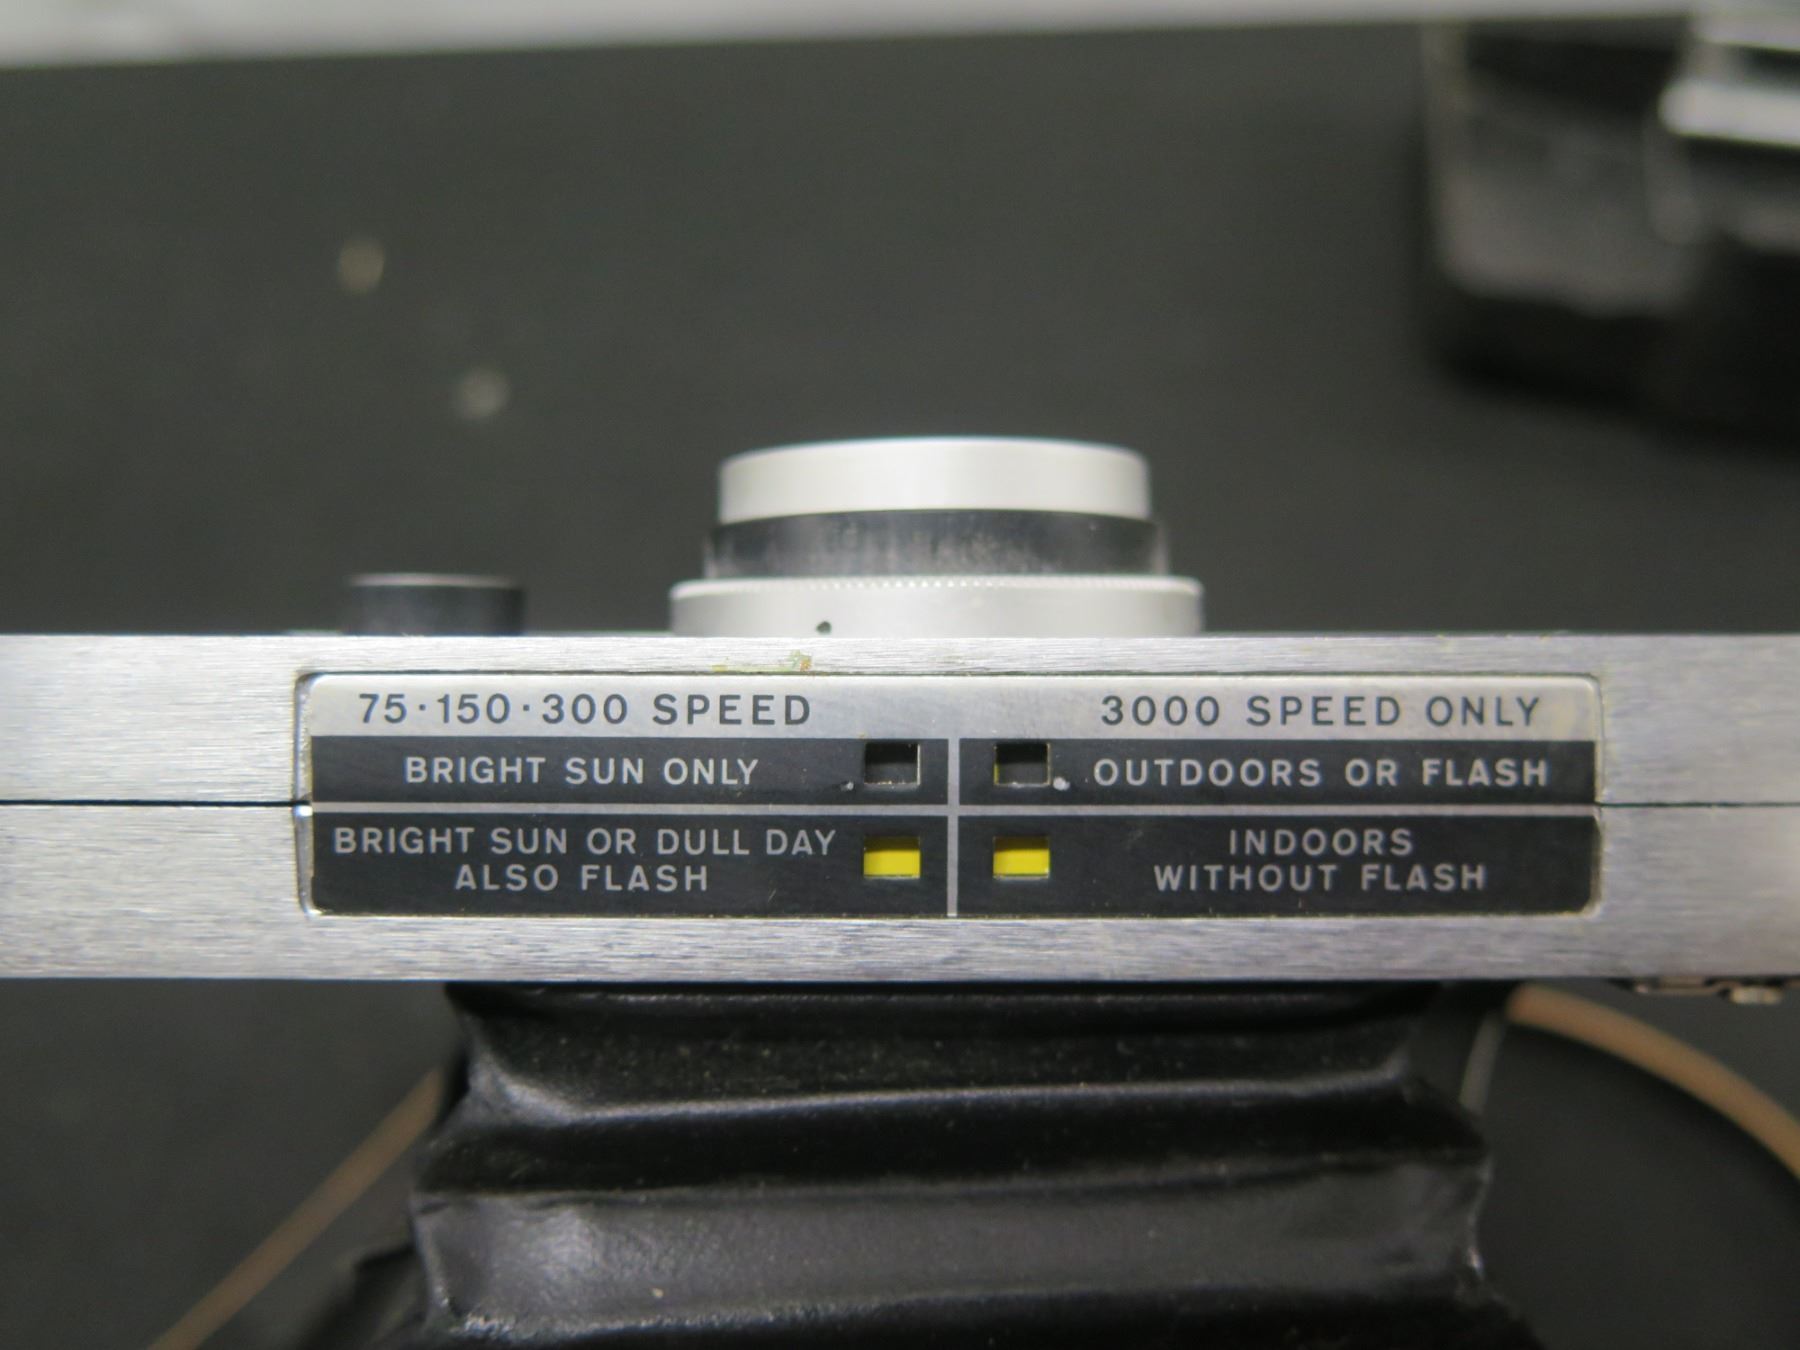 75·150·300 SPEED
3000 SPEED ONLY
BRIGHT SUN ONLY
OUTDOORS OR FLASH
BRIGHT SUN OR DULL DAY
ALSO FLASH
INDOORS
WITHOUT FLASH